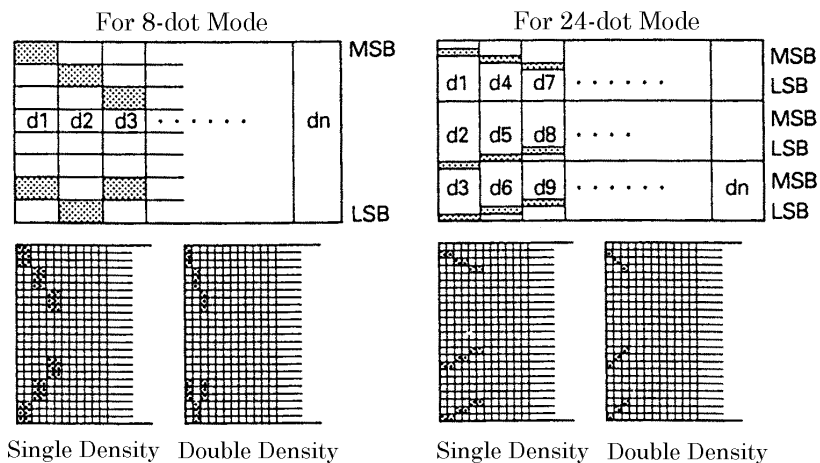 For 8-dot Mode
MSB
d1 d2 d3 · · · · · · dn
LSB
For 24-dot Mode
MSB
d1 d4 d7 · · · · · ·
LSB
MSB
d2 d5 d8 · · · ·
LSB
MSB
d3 d6 d9 · · · · · · dn
LSB
Single Density Double Density
Single Density Double Density